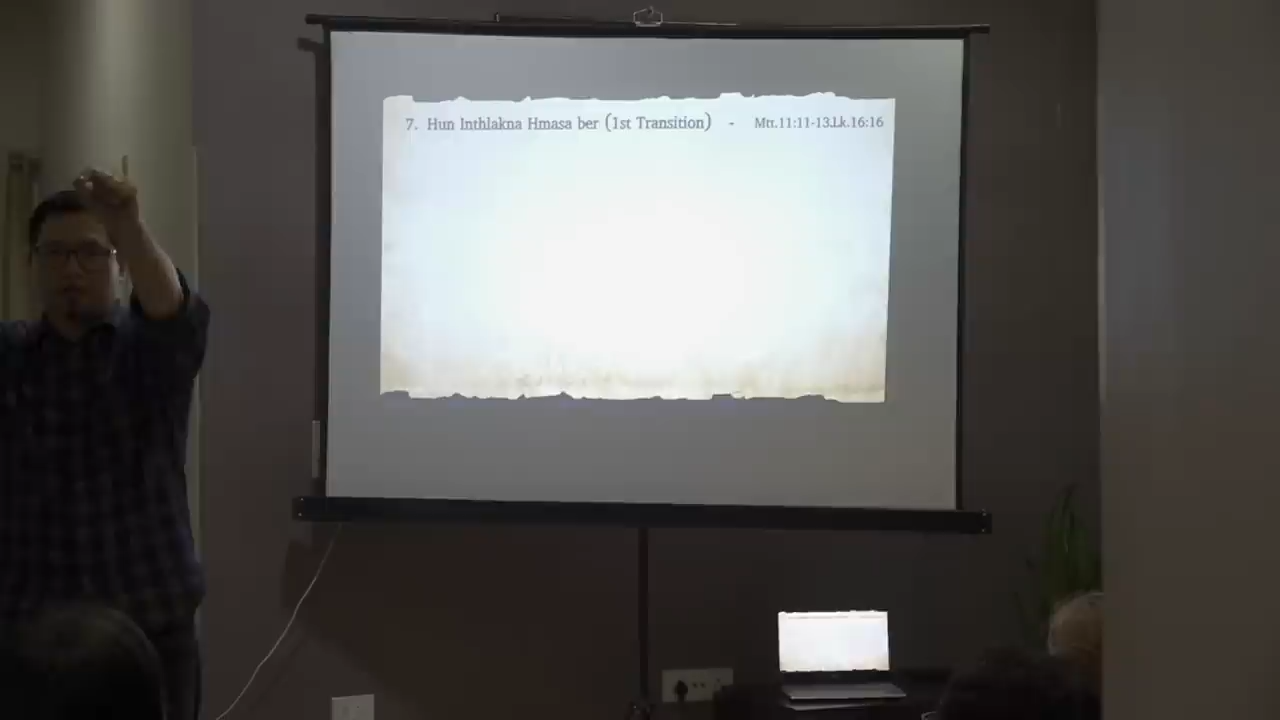 7. Hun Inthlakna Hmasa ber (1st Transition) - Mtt.11:11-13.Lk.16:16